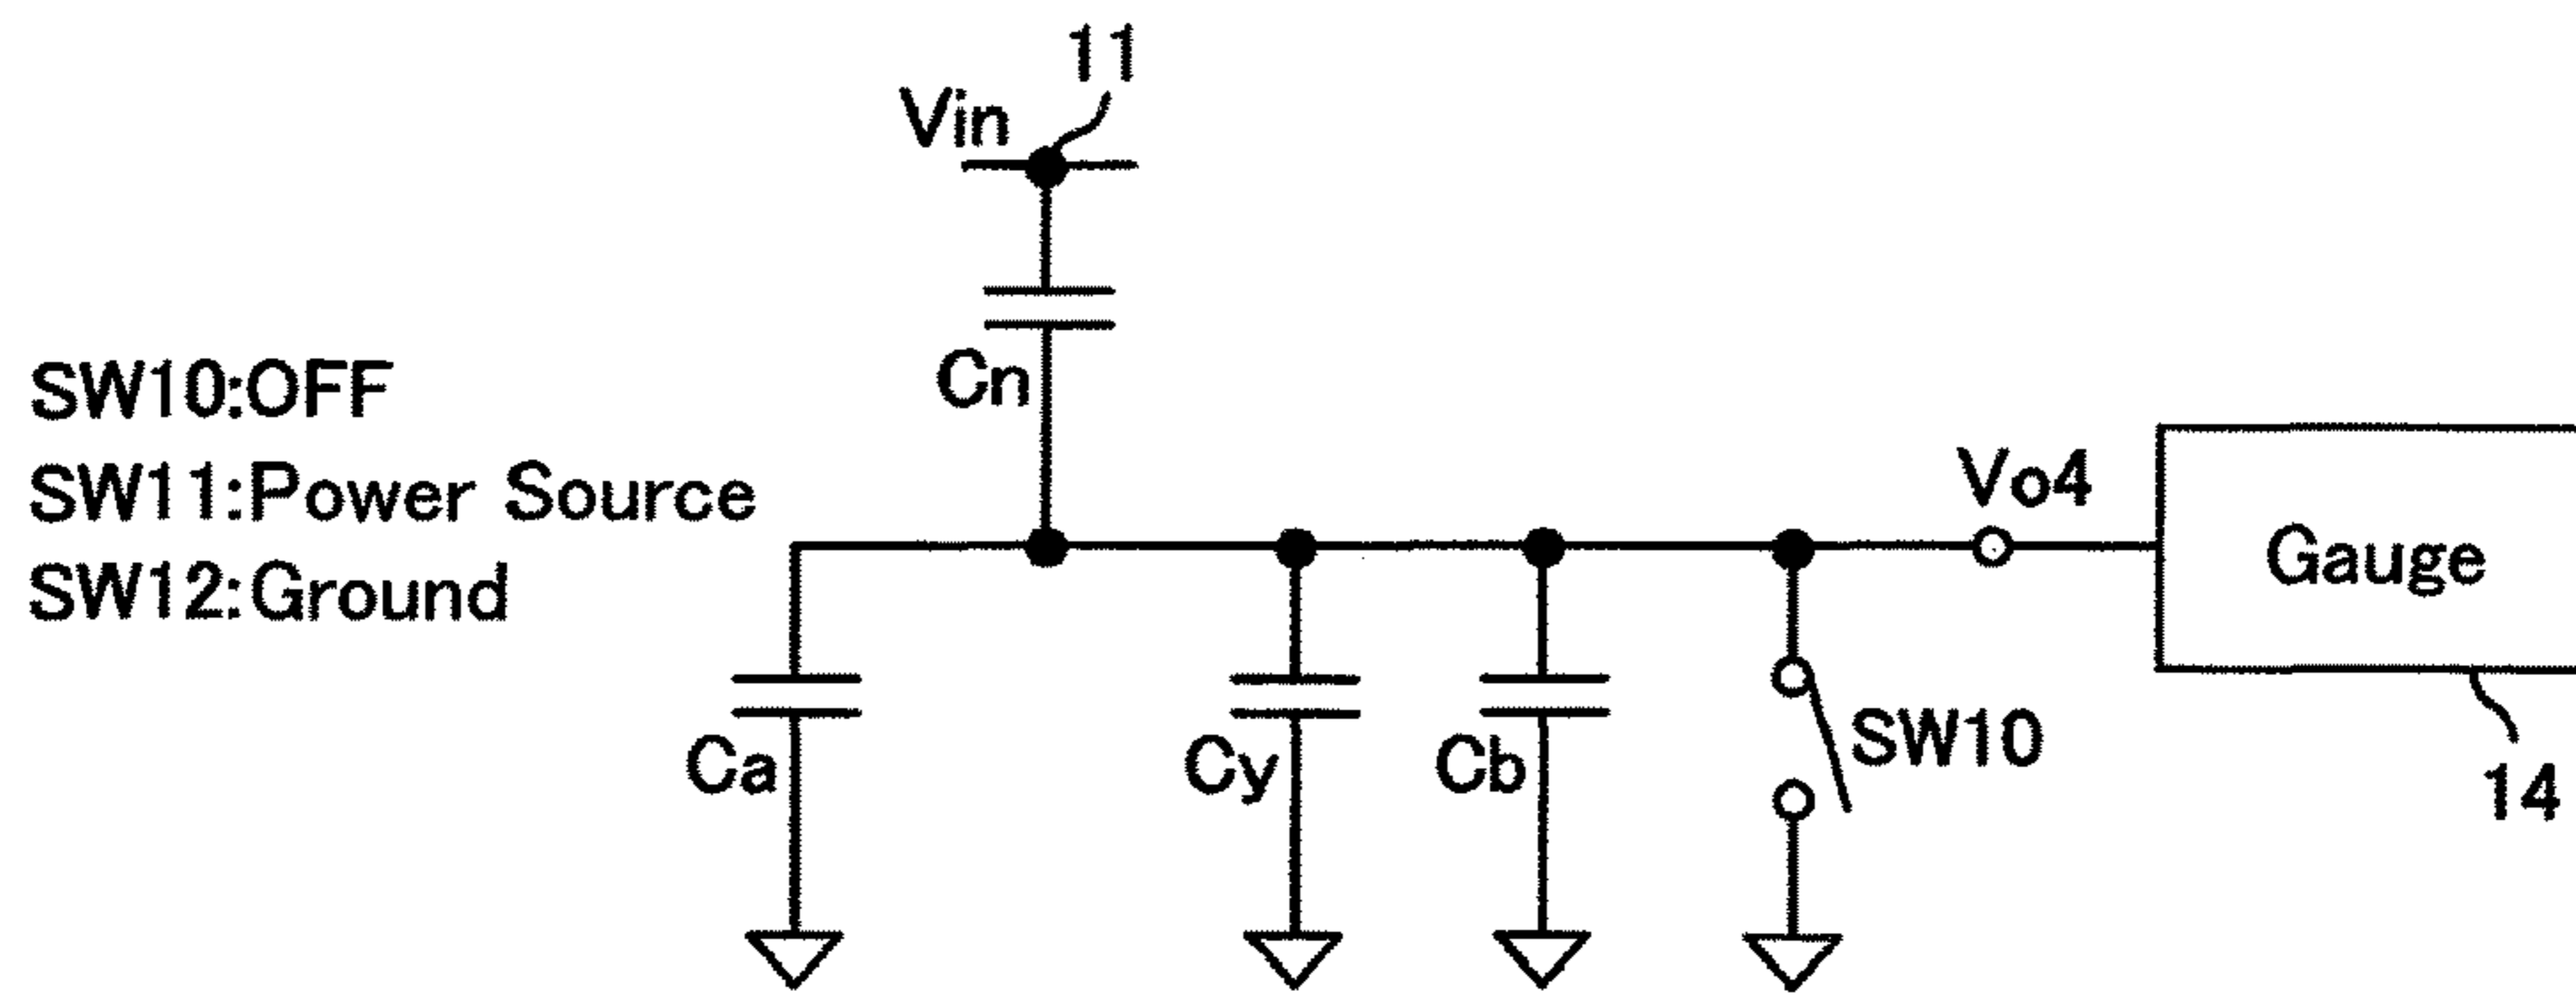 11
Vin
Cn
SW10:OFF
SW11:Power Source
SW12:Ground
Vo4
Gauge
Ca
Cy
Cb
SW10
14